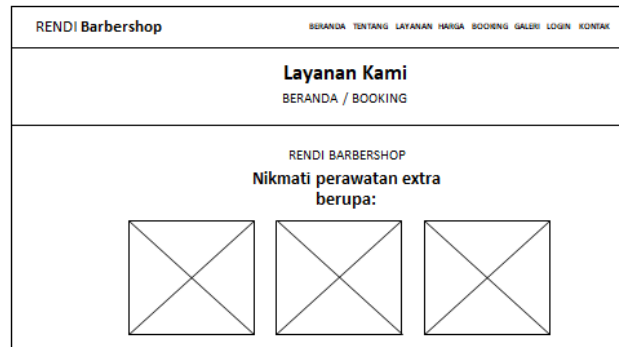 RENDI Barbershop
BERANDA TENTANG LAYANAN HARGA BOOKING GALERI LOGIN KONTAK
Layanan Kami
BERANDA / BOOKING
RENDI BARBERSHOP
Nikmati perawatan extra
berupa: